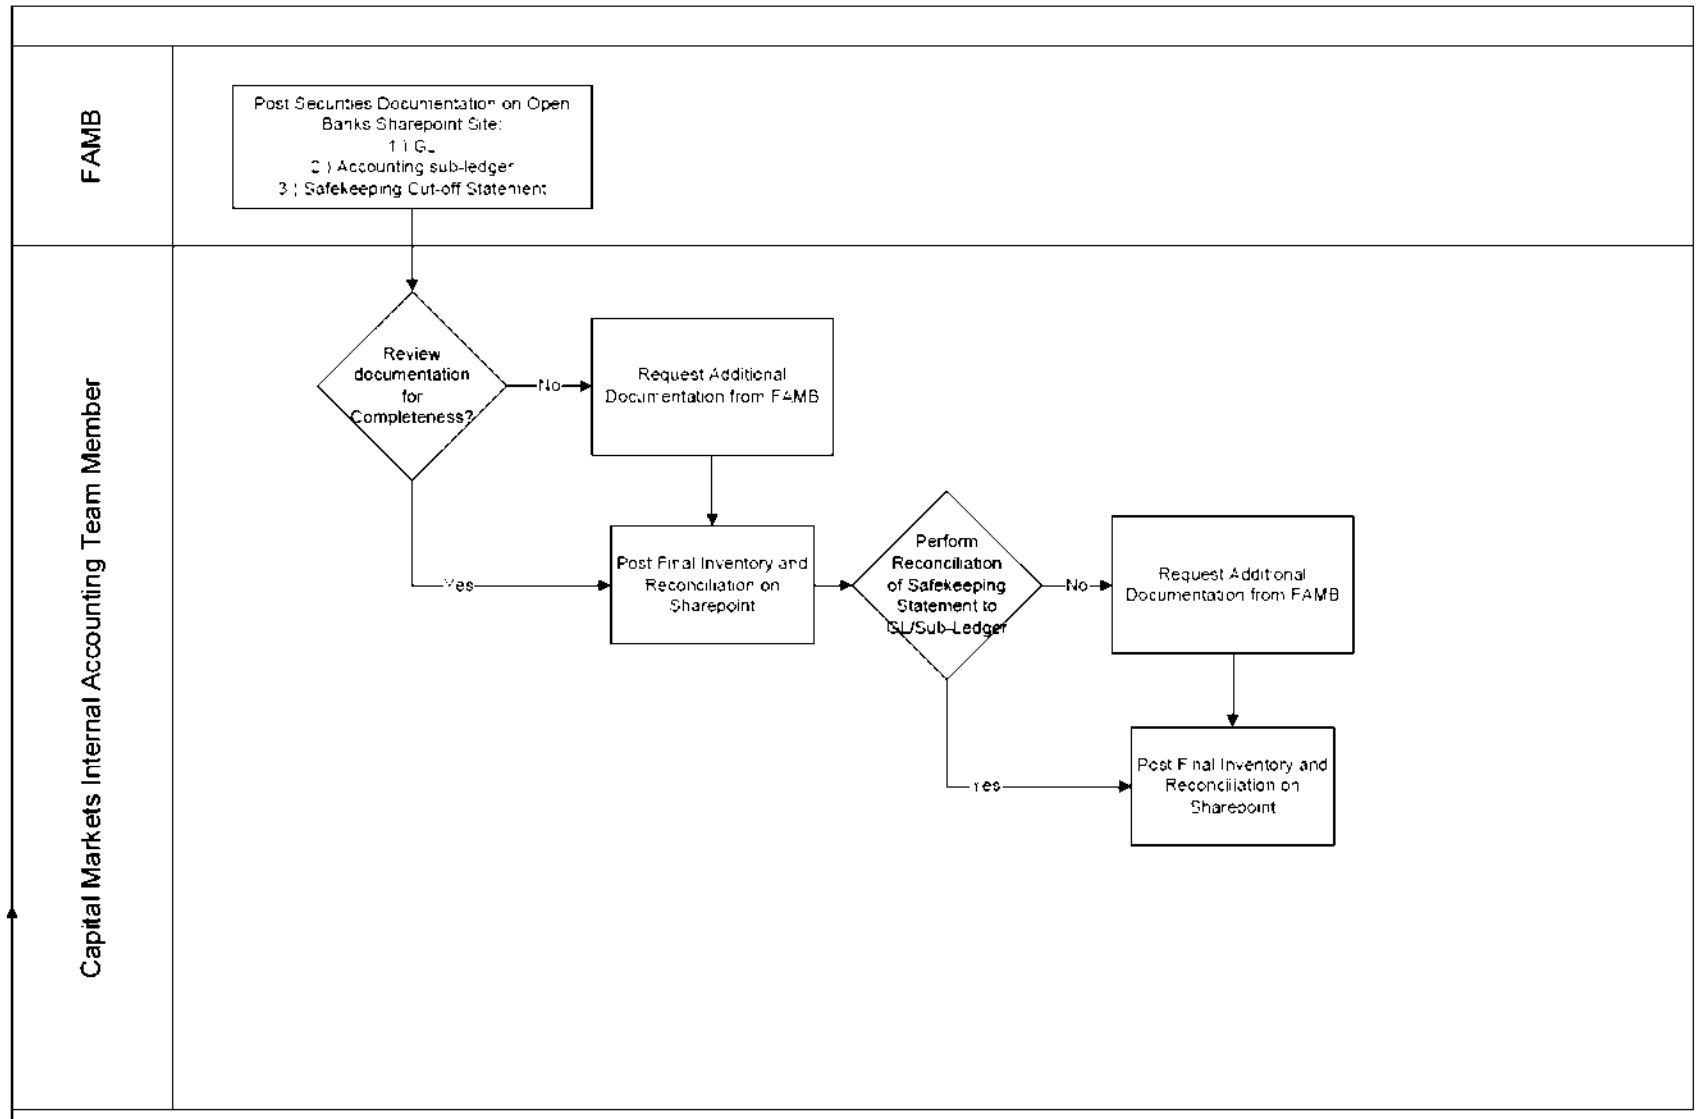 FAMB
Post Securities Documentation on Open
Banks Sharepoint Site:
1 ) GL
2 ) Accounting sub-ledger
3 ) Safekeeping Cut-off Statement
Capital Markets Internal Accounting Team Member
Review
documentation
for
Completeness?
No
Request Additional
Documentation from FAMB
Yes
Post Final Inventory and
Reconciliation on
Sharepoint
Perform
Reconciliation
of Safekeeping
Statement to
GL/Sub-Ledger
No
Request Additional
Documentation from FAMB
Yes
Post Final Inventory and
Reconciliation on
Sharepoint